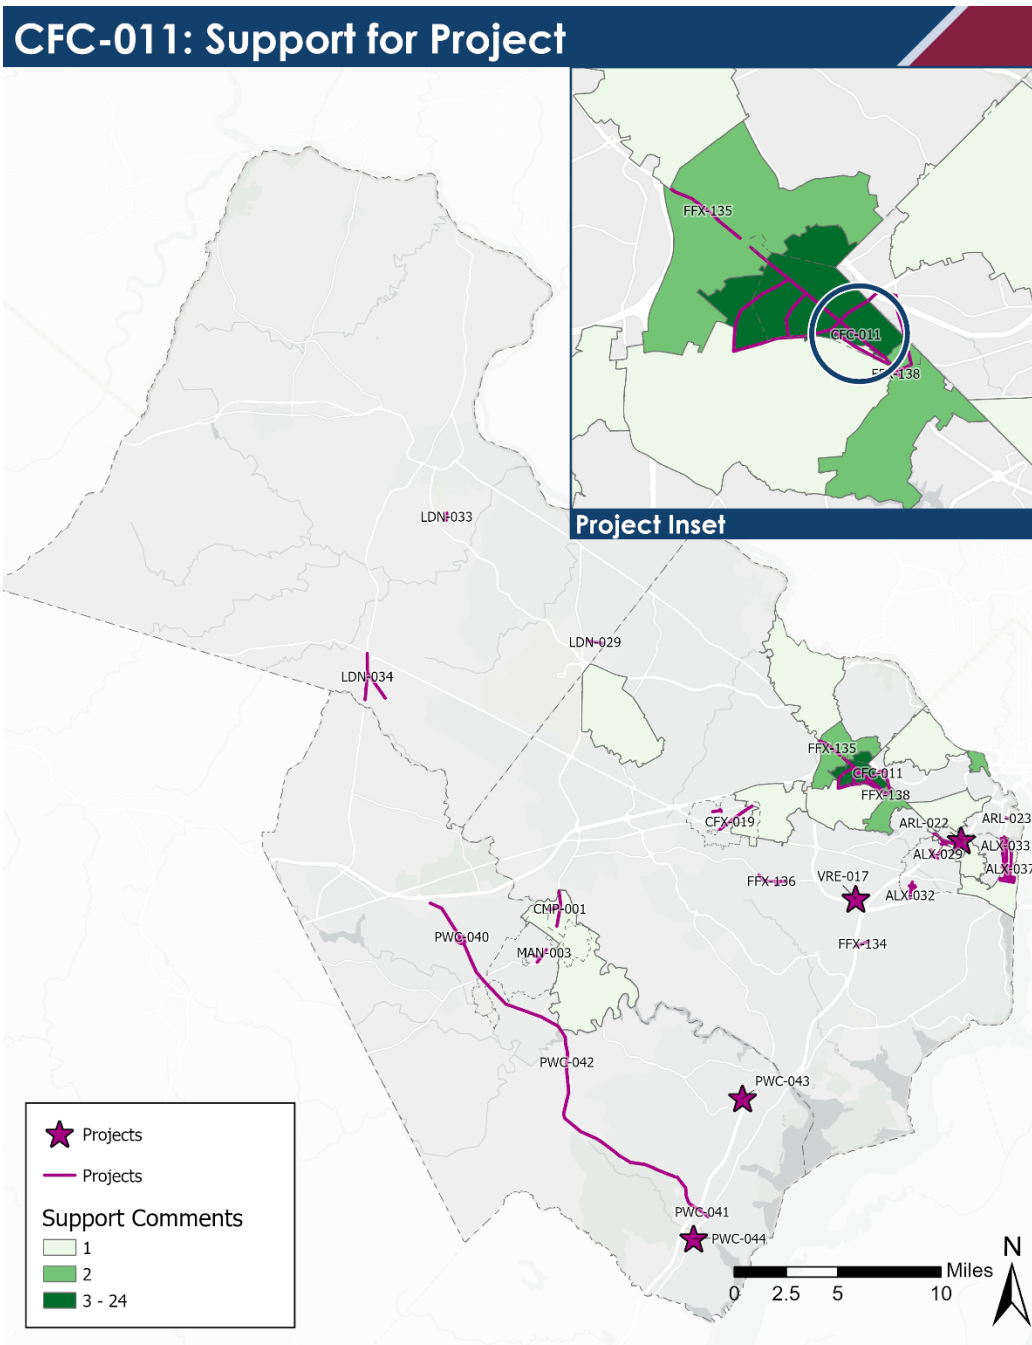 CFC-011: Support for Project
FFX-135
CFC-011
FFX-138
Project Inset
LDN-033
LDN-029
LDN-034
FFX-135
CFC-011
FFX-138
CFX-019
ARL-022
ARL-023
ALX-033
ALX-029
ALX-037
VRE-017
FFX-136
ALX-032
CMP-001
PWC-040
FFX-134
MAN-003
PWC-042
PWC-043
PWC-041
PWC-044
Projects
Projects
Support Comments
1
2
3 - 24
N
Miles
0 2.5 5 10